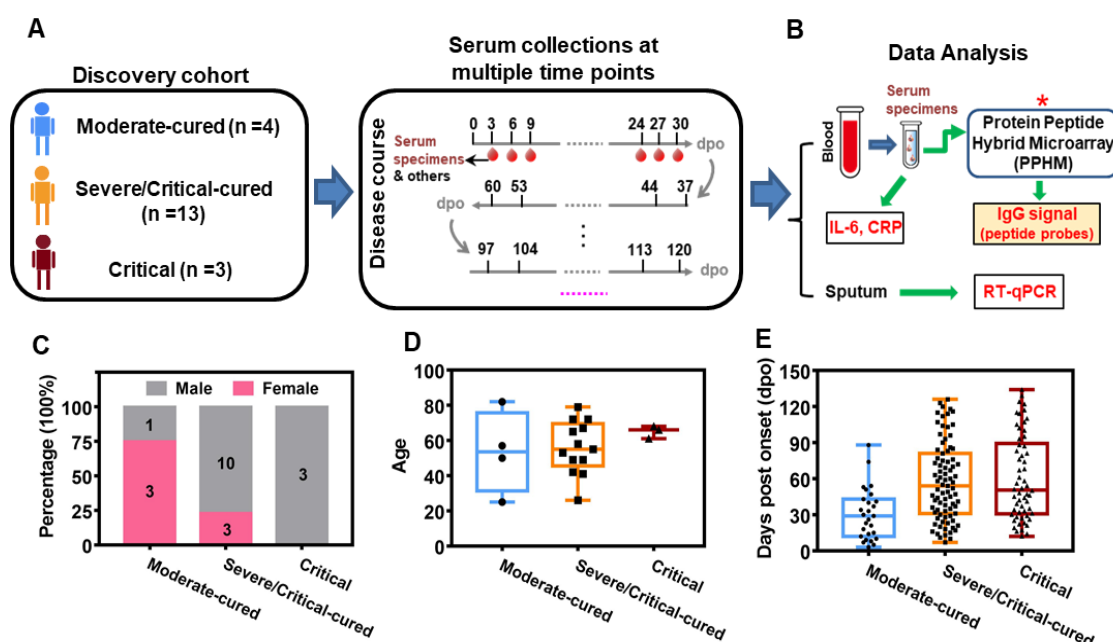 A
Discovery cohort
Moderate-cured (n =4)
Severe/Critical-cured
(n =13)
Critical (n =3)
Serum collections at
multiple time points
Disease course
0 3 6 9 24 27 30
dpo
Serum
specimens
& others
60 53 44 37
dpo
97 104 113 120
dpo
B
Data Analysis
Blood
Serum
specimens
*
Protein Peptide
Hybrid Microarray
(PPHM)
IL-6, CRP
IgG signal
(peptide probes)
Sputum
RT-qPCR
C
Percentage (100%)
Male Female
100
75
50
25
0
1
3
10
3
3
Moderate-cured
Severe/Critical-cured
Critical
D
Age
100
80
60
40
20
0
Moderate-cured
Severe/Critical-cured
Critical
E
Days post onset (dpo)
150
120
90
60
30
0
Moderate-cured
Severe/Critical-cured
Critical